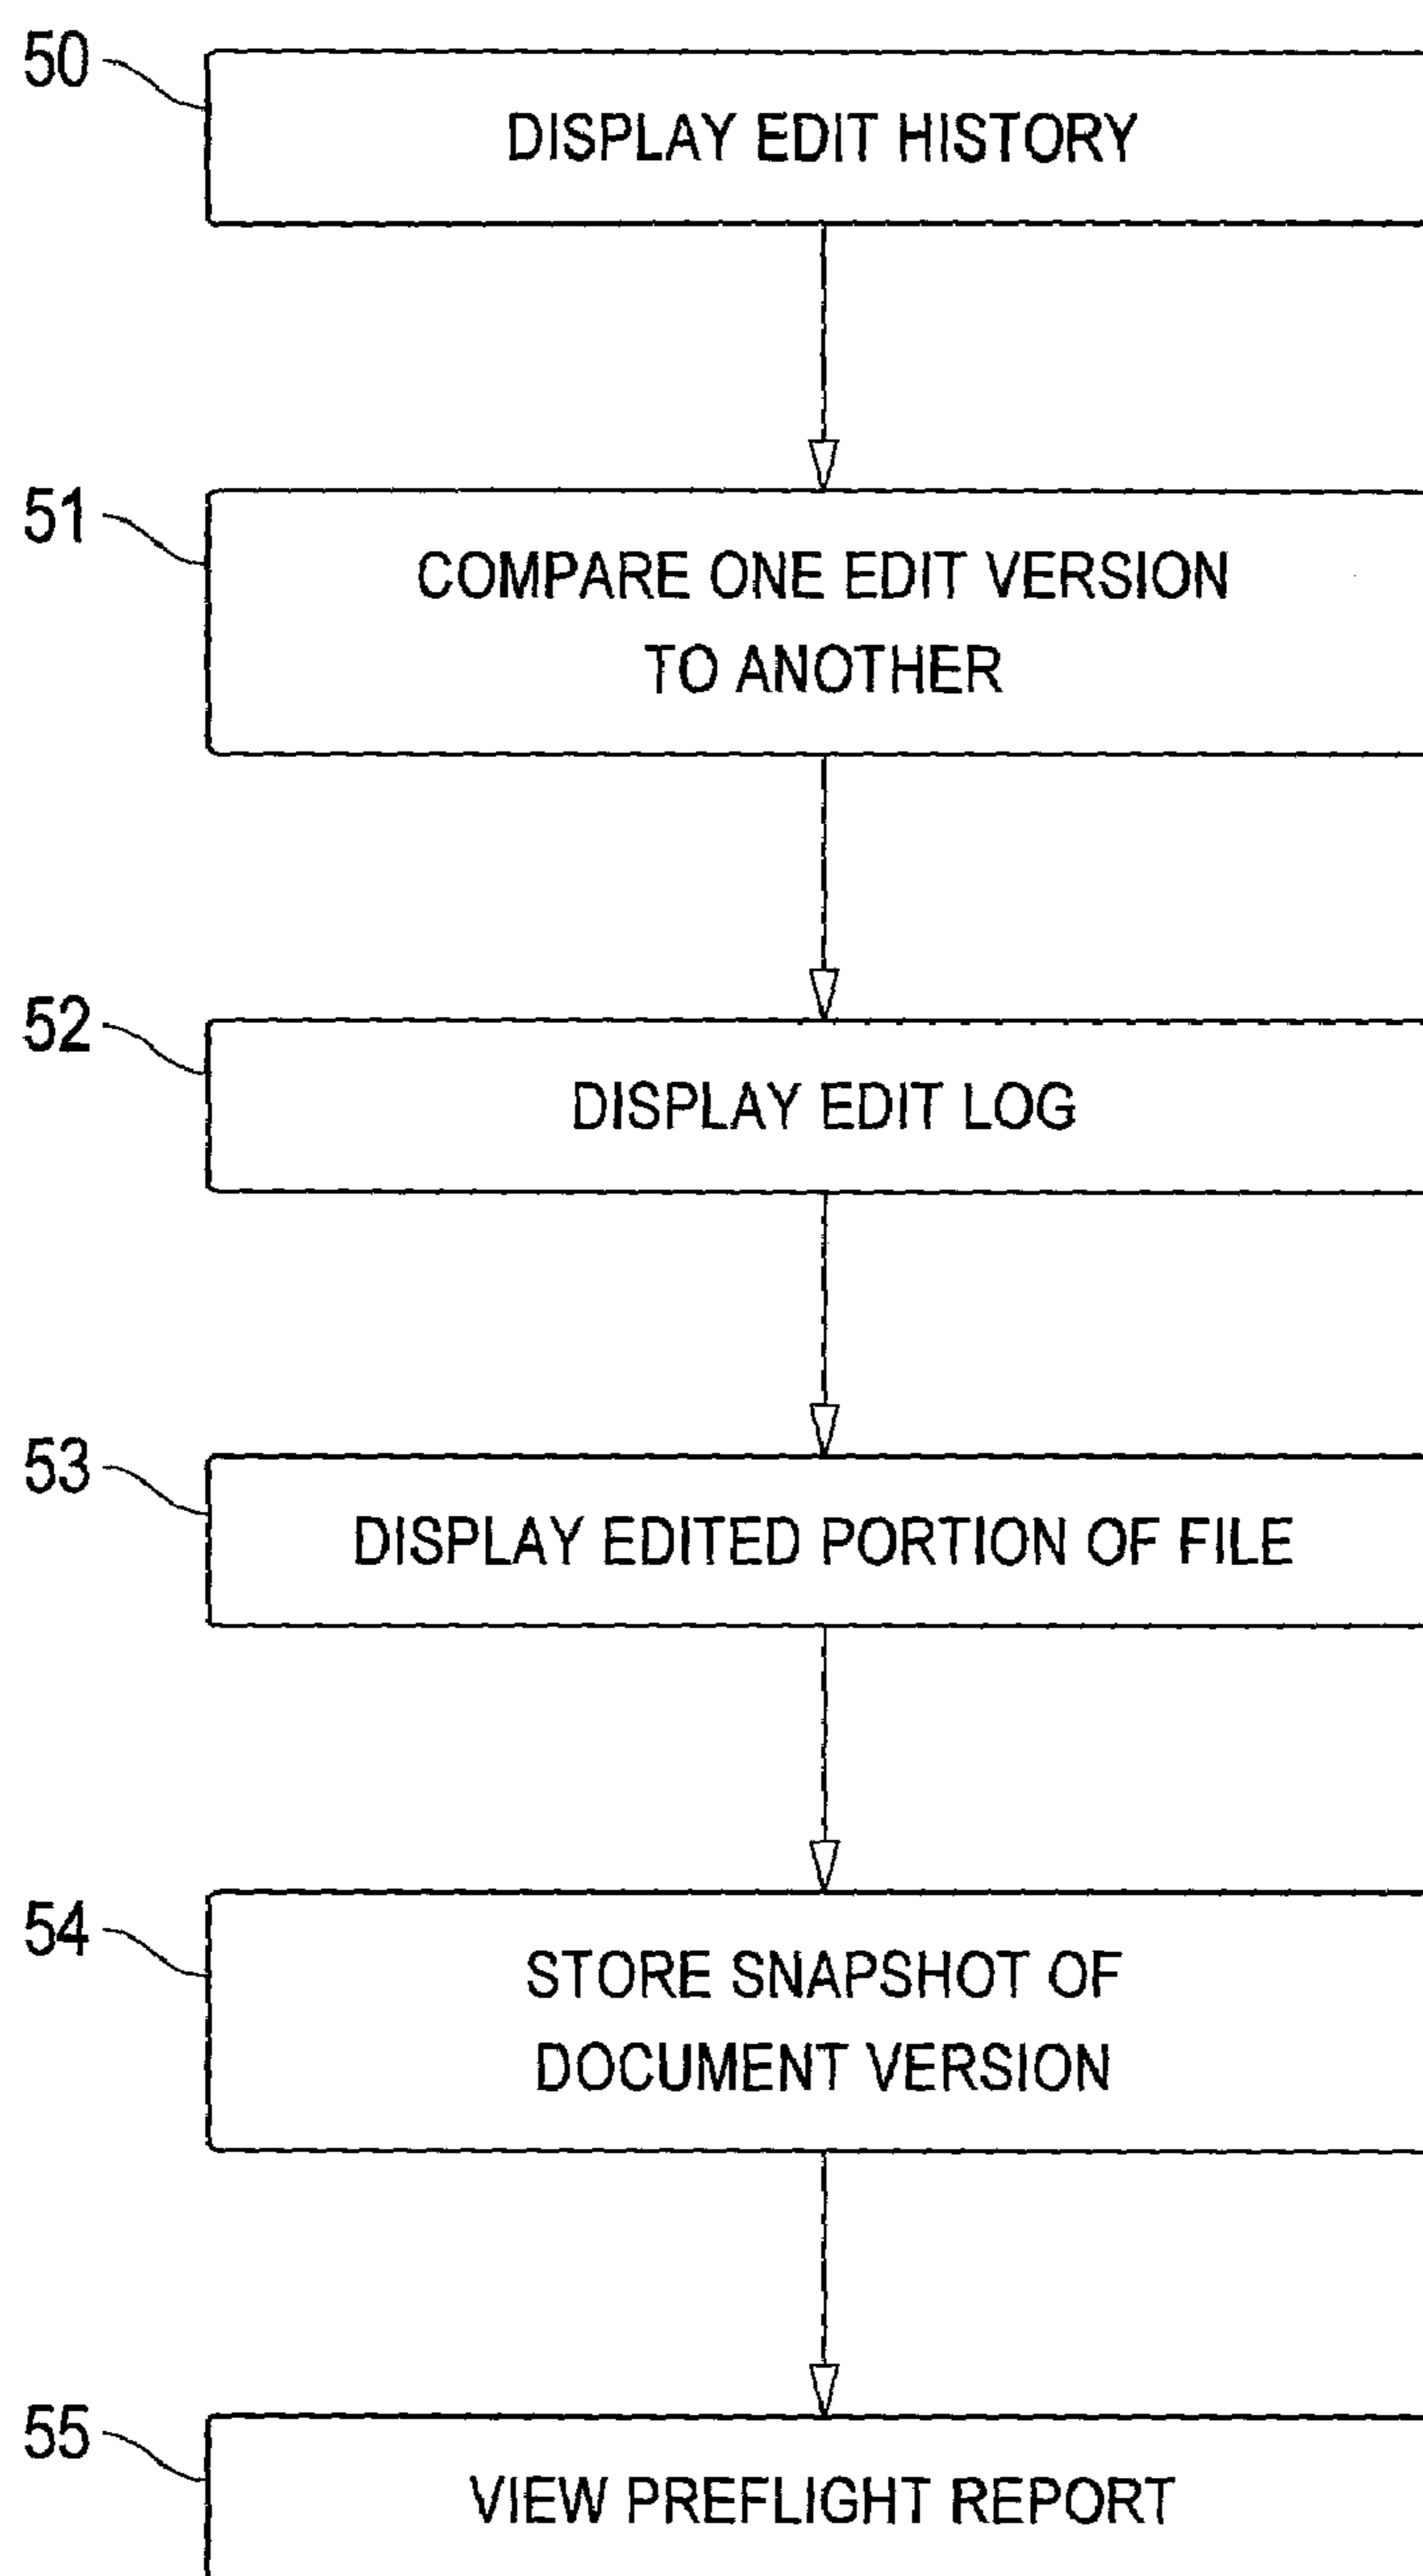 50
DISPLAY EDIT HISTORY
51
COMPARE ONE EDIT VERSION
TO ANOTHER
52
DISPLAY EDIT LOG
53
DISPLAY EDITED PORTION OF FILE
54
STORE SNAPSHOT OF
DOCUMENT VERSION
55
VIEW PREFLIGHT REPORT